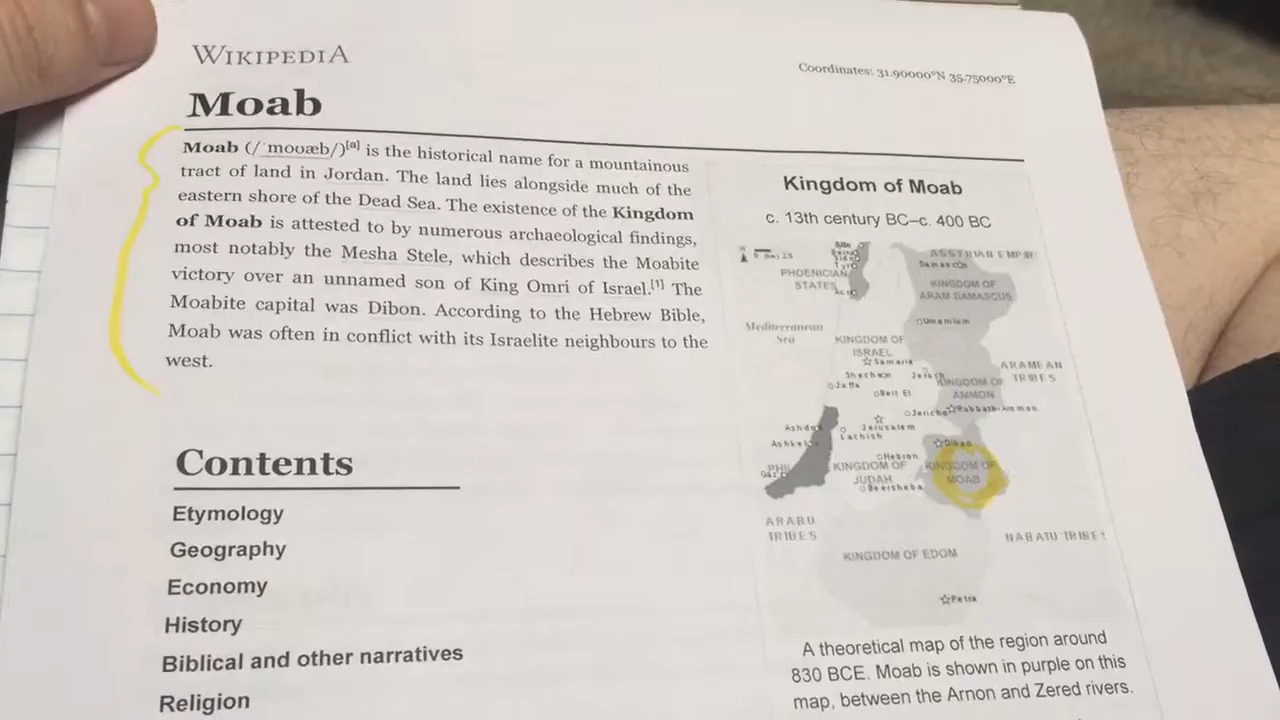 WIKIPEDIA
Coordinates: 31.90000°N 35.75000°E
Moab
Moab (/ˈmoʊæb/)[a] is the historical name for a mountainous
tract of land in Jordan. The land lies alongside much of the
eastern shore of the Dead Sea. The existence of the Kingdom
of Moab is attested to by numerous archaeological findings,
most notably the Mesha Stele, which describes the Moabite
victory over an unnamed son of King Omri of Israel.[1] The
Moabite capital was Dibon. According to the Hebrew Bible,
Moab was often in conflict with its Israelite neighbours to the
west.
Contents
Etymology
Geography
Economy
History
Biblical and other narratives
Religion
Kingdom of Moab
c. 13th century BC–c. 400 BC
PHOENICIAN
STATES
Damascus
KINGDOM OF
ARAM DAMASCUS
Mediterranean
Sea
KINGDOM OF
ISRAEL
Samaria
Jaffa
Beit El
ARAMEAN
TRIBES
KINGDOM OF
AMMON
Jericho
Rabbath-Ammon
Jerusalem
Lachish
Hebron
KINGDOM OF
JUDAH
Beersheba
Dibon
KINGDOM OF
MOAB
ARABU
TRIBES
NABATU TRIBES
KINGDOM OF EDOM
Petra
A theoretical map of the region around
830 BCE. Moab is shown in purple on this
map, between the Arnon and Zered rivers.